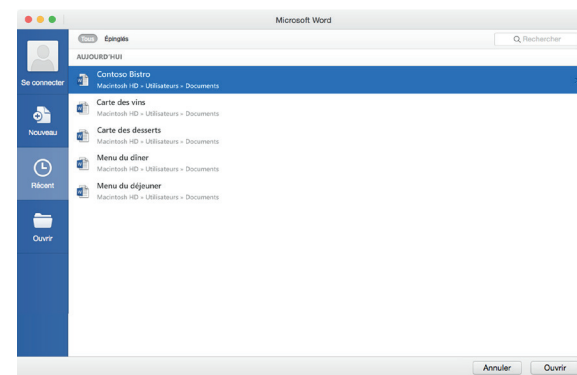 Microsoft Word
Tous Épinglés
Rechercher
AUJOURD'HUI
Se connecter
Contoso Bistro
Macintosh HD » Utilisateurs » Documents
Carte des vins
Macintosh HD » Utilisateurs » Documents
Nouveau
Carte des desserts
Macintosh HD » Utilisateurs » Documents
Menu du dîner
Macintosh HD » Utilisateurs » Documents
Récent
Menu du déjeuner
Macintosh HD » Utilisateurs » Documents
Ouvrir
Annuler Ouvrir